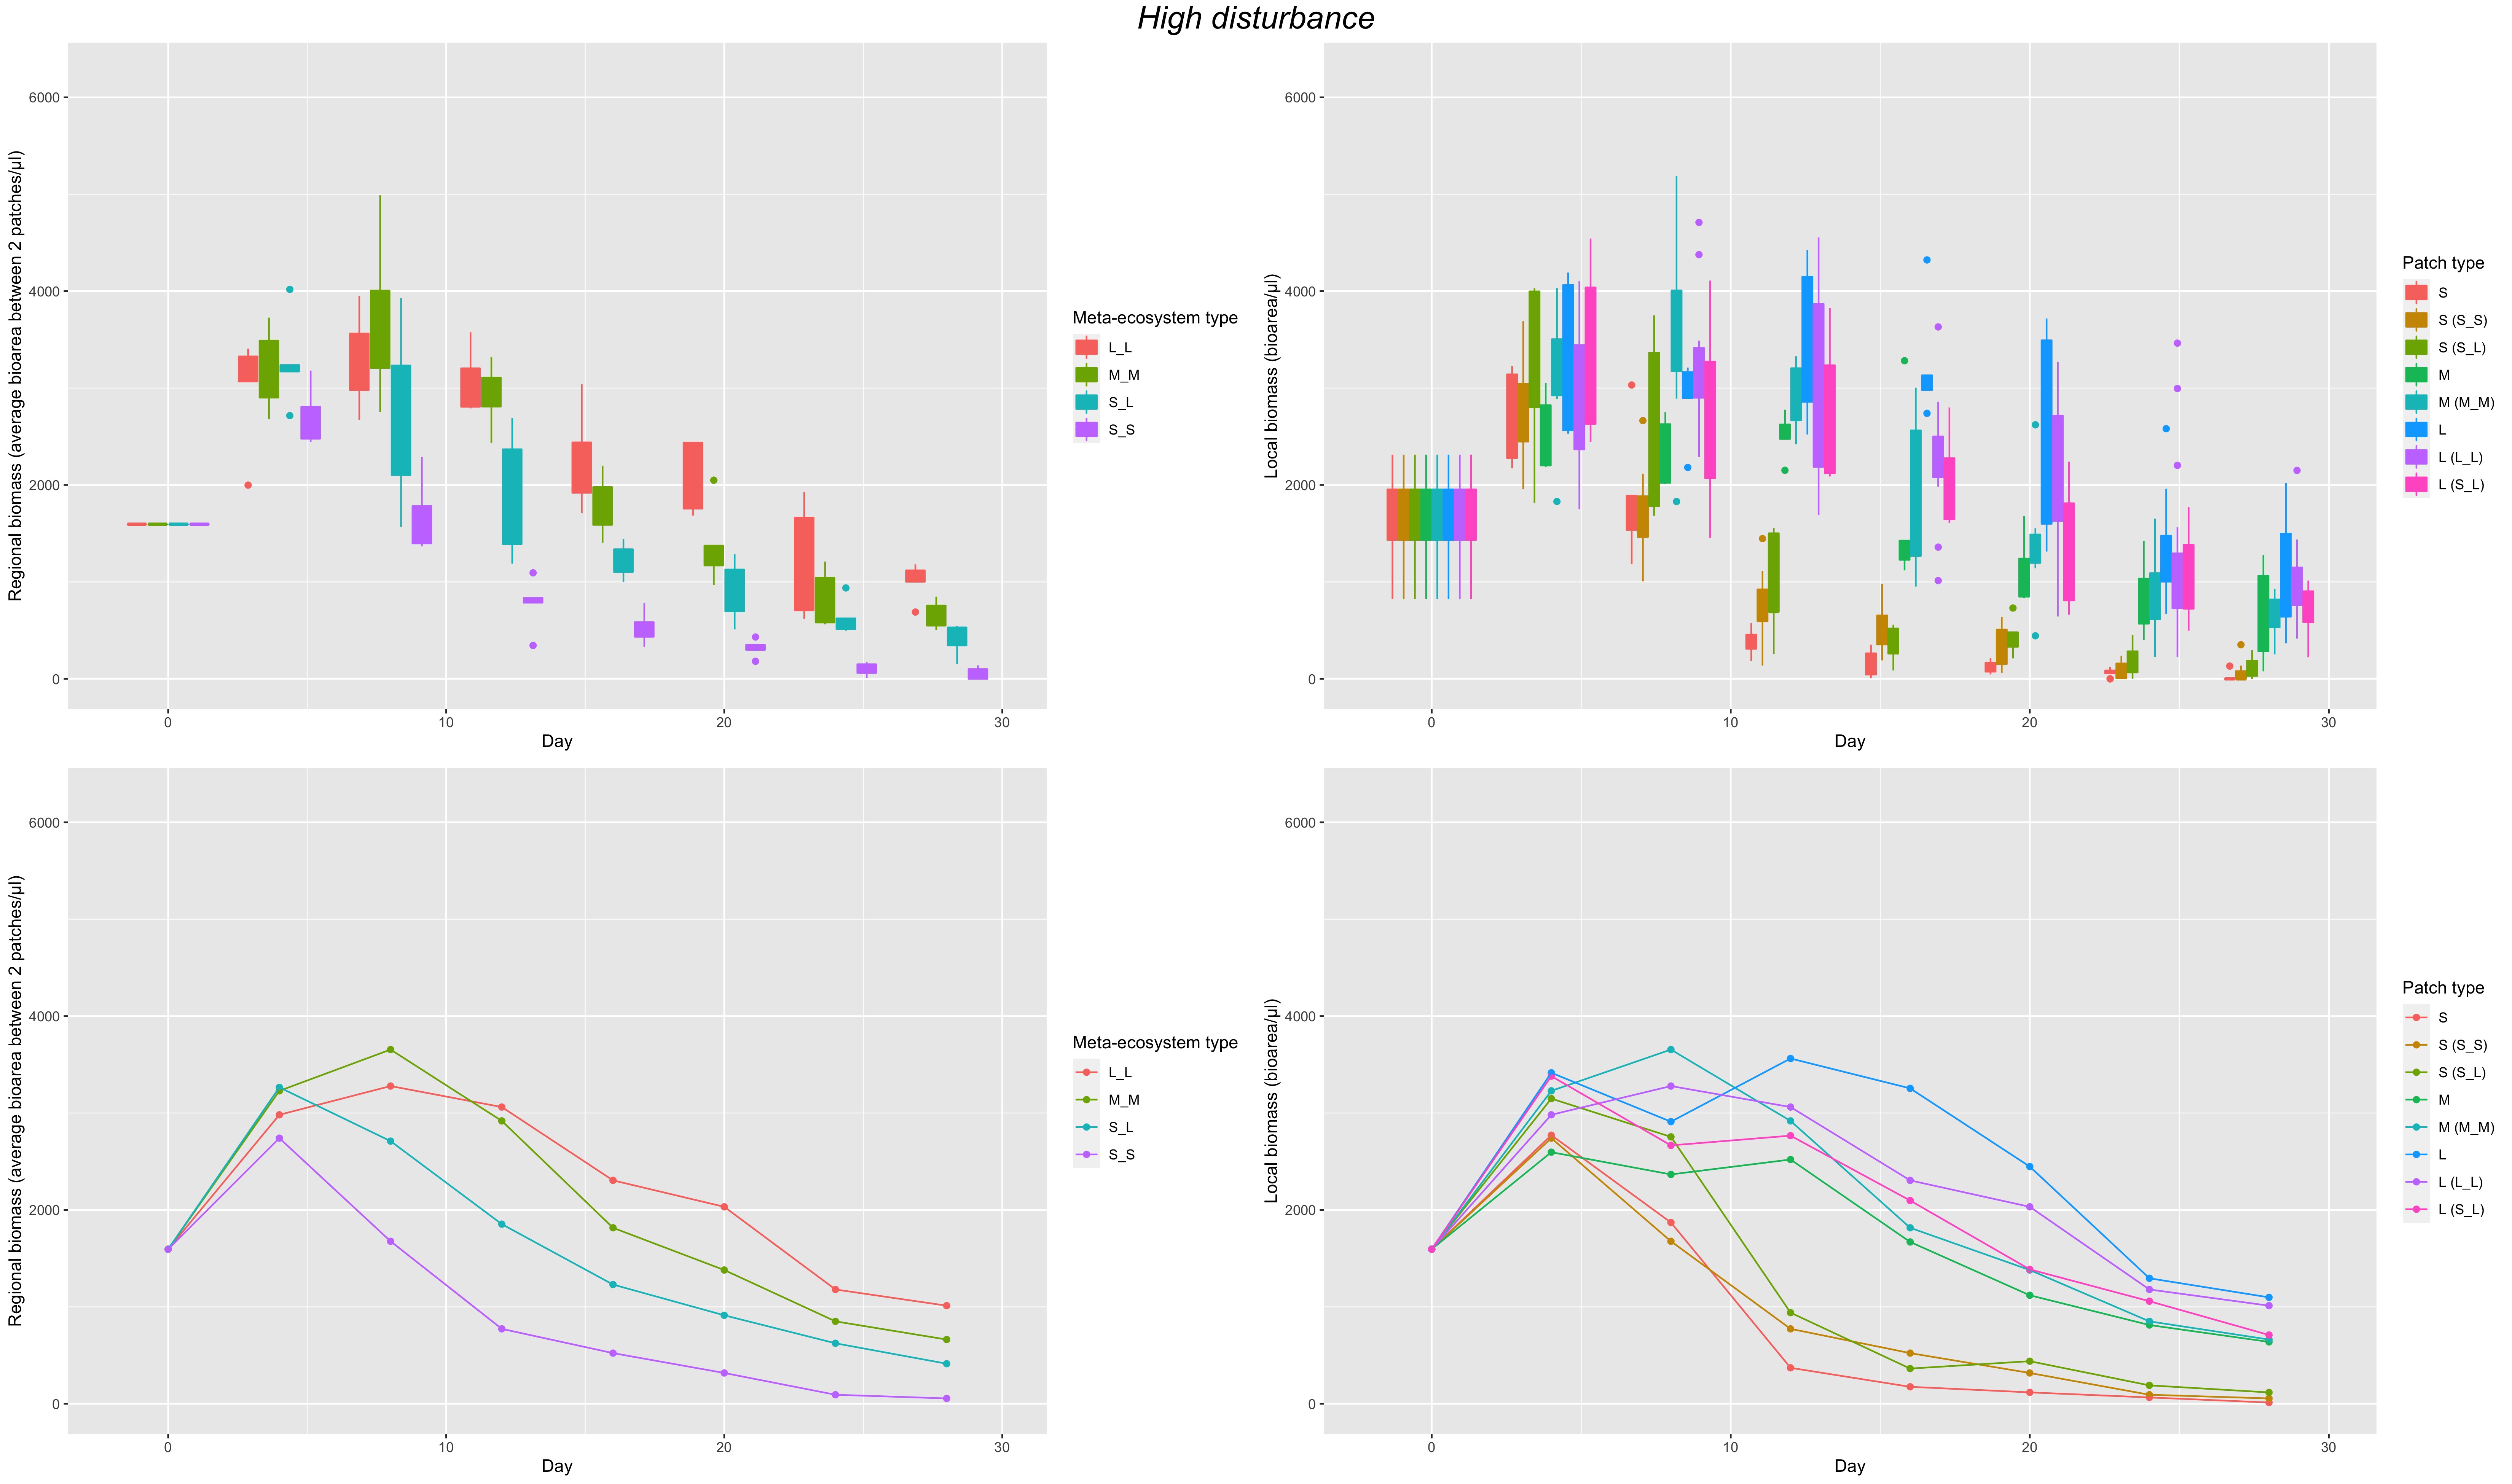 High disturbance
Regional biomass (average bioarea between 2 patches/µl)
6000
4000
2000
0
0
10
20
30
Day
Meta-ecosystem type
L_L
M_M
S_L
S_S
Local biomass (bioarea/µl)
6000
4000
2000
0
0
10
20
30
Day
Patch type
S
S (S_S)
S (S_L)
M
M (M_M)
L
L (L_L)
L (S_L)
Regional biomass (average bioarea between 2 patches/µl)
6000
4000
2000
0
0
10
20
30
Day
Meta-ecosystem type
L_L
M_M
S_L
S_S
Local biomass (bioarea/µl)
6000
4000
2000
0
0
10
20
30
Day
Patch type
S
S (S_S)
S (S_L)
M
M (M_M)
L
L (L_L)
L (S_L)